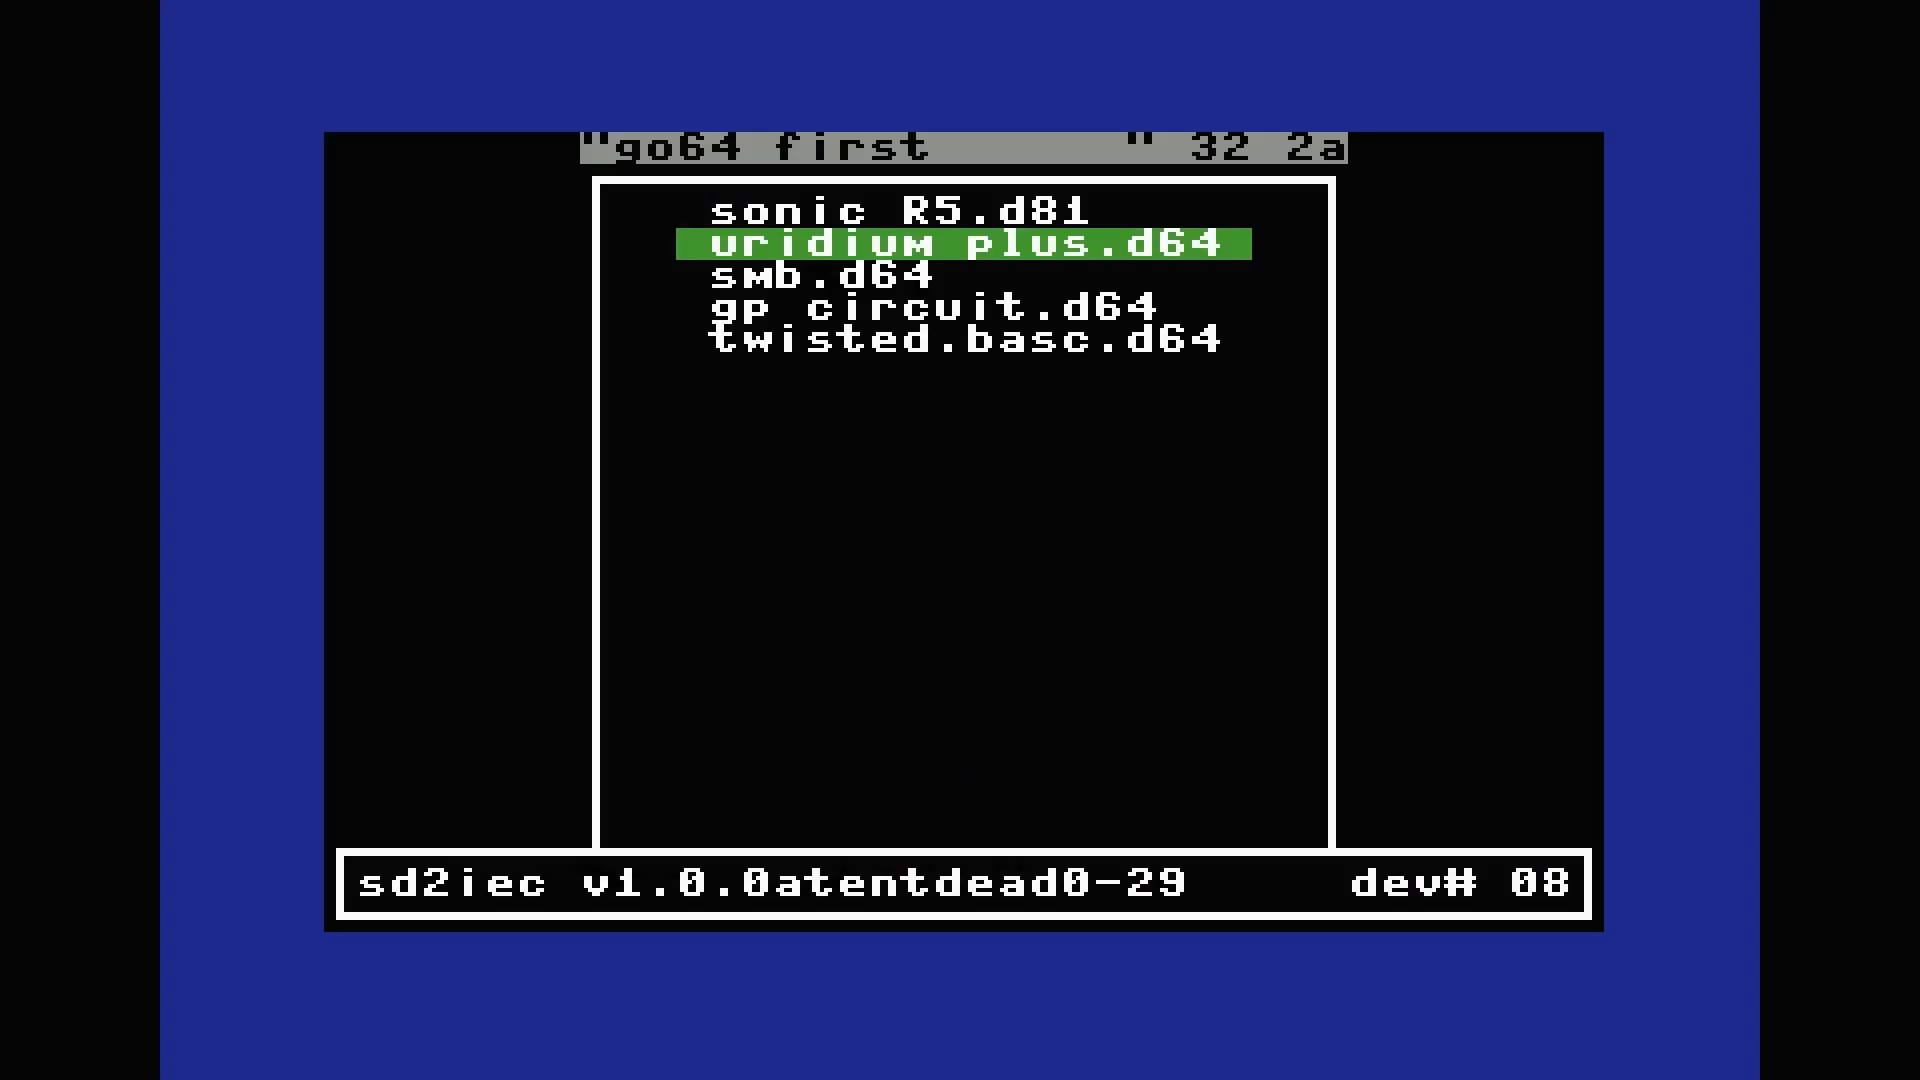 "go64 first      " 32 2a
sonic R5.d81
uridium plus.d64
smb.d64
gp circuit.d64
twisted.basc.d64
sd2iec v1.0.0atentdead0-29     dev# 08